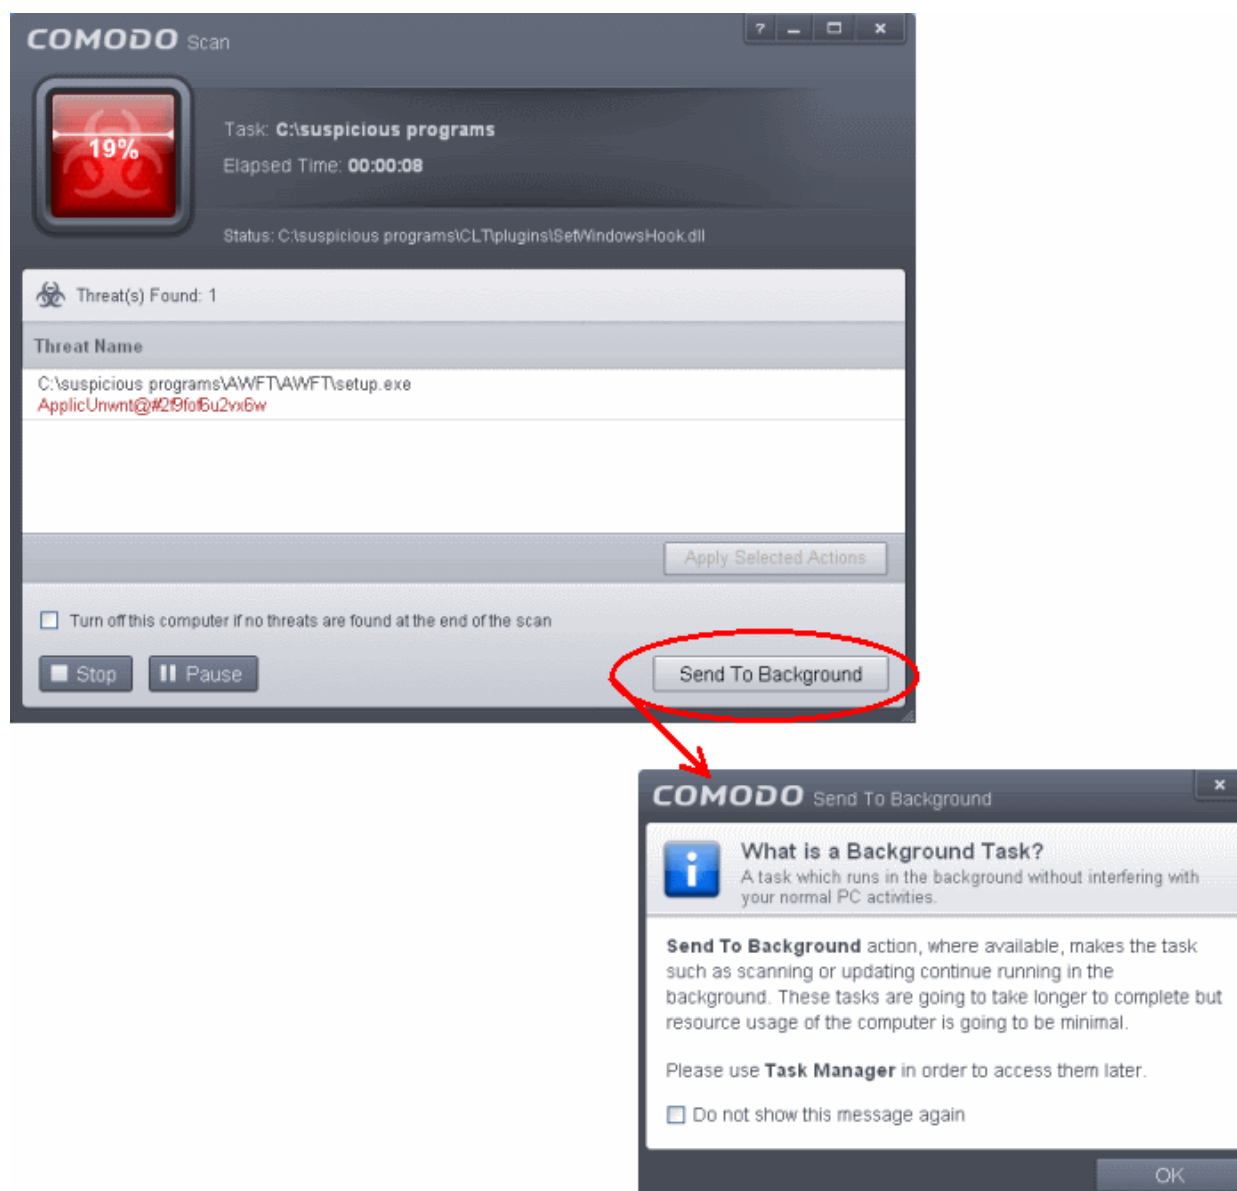 COMODO Scan
?
19%
Task: C:\suspicious programs
Elapsed Time: 00:00:08
Status: C:\suspicious programs\CLT\plugins\SetWindowsHook.dll
Threat(s) Found: 1
Threat Name
C:\suspicious programs\AWFT\AWFT\setup.exe
ApplicUnwnt@#2f9fof6u2vx6w
Apply Selected Actions
Turn off this computer if no threats are found at the end of the scan
Stop Pause Send To Background
COMODO Send To Background
What is a Background Task?
A task which runs in the background without interfering with
your normal PC activities.
Send To Background action, where available, makes the task
such as scanning or updating continue running in the
background. These tasks are going to take longer to complete but
resource usage of the computer is going to be minimal.
Please use Task Manager in order to access them later.
Do not show this message again
OK